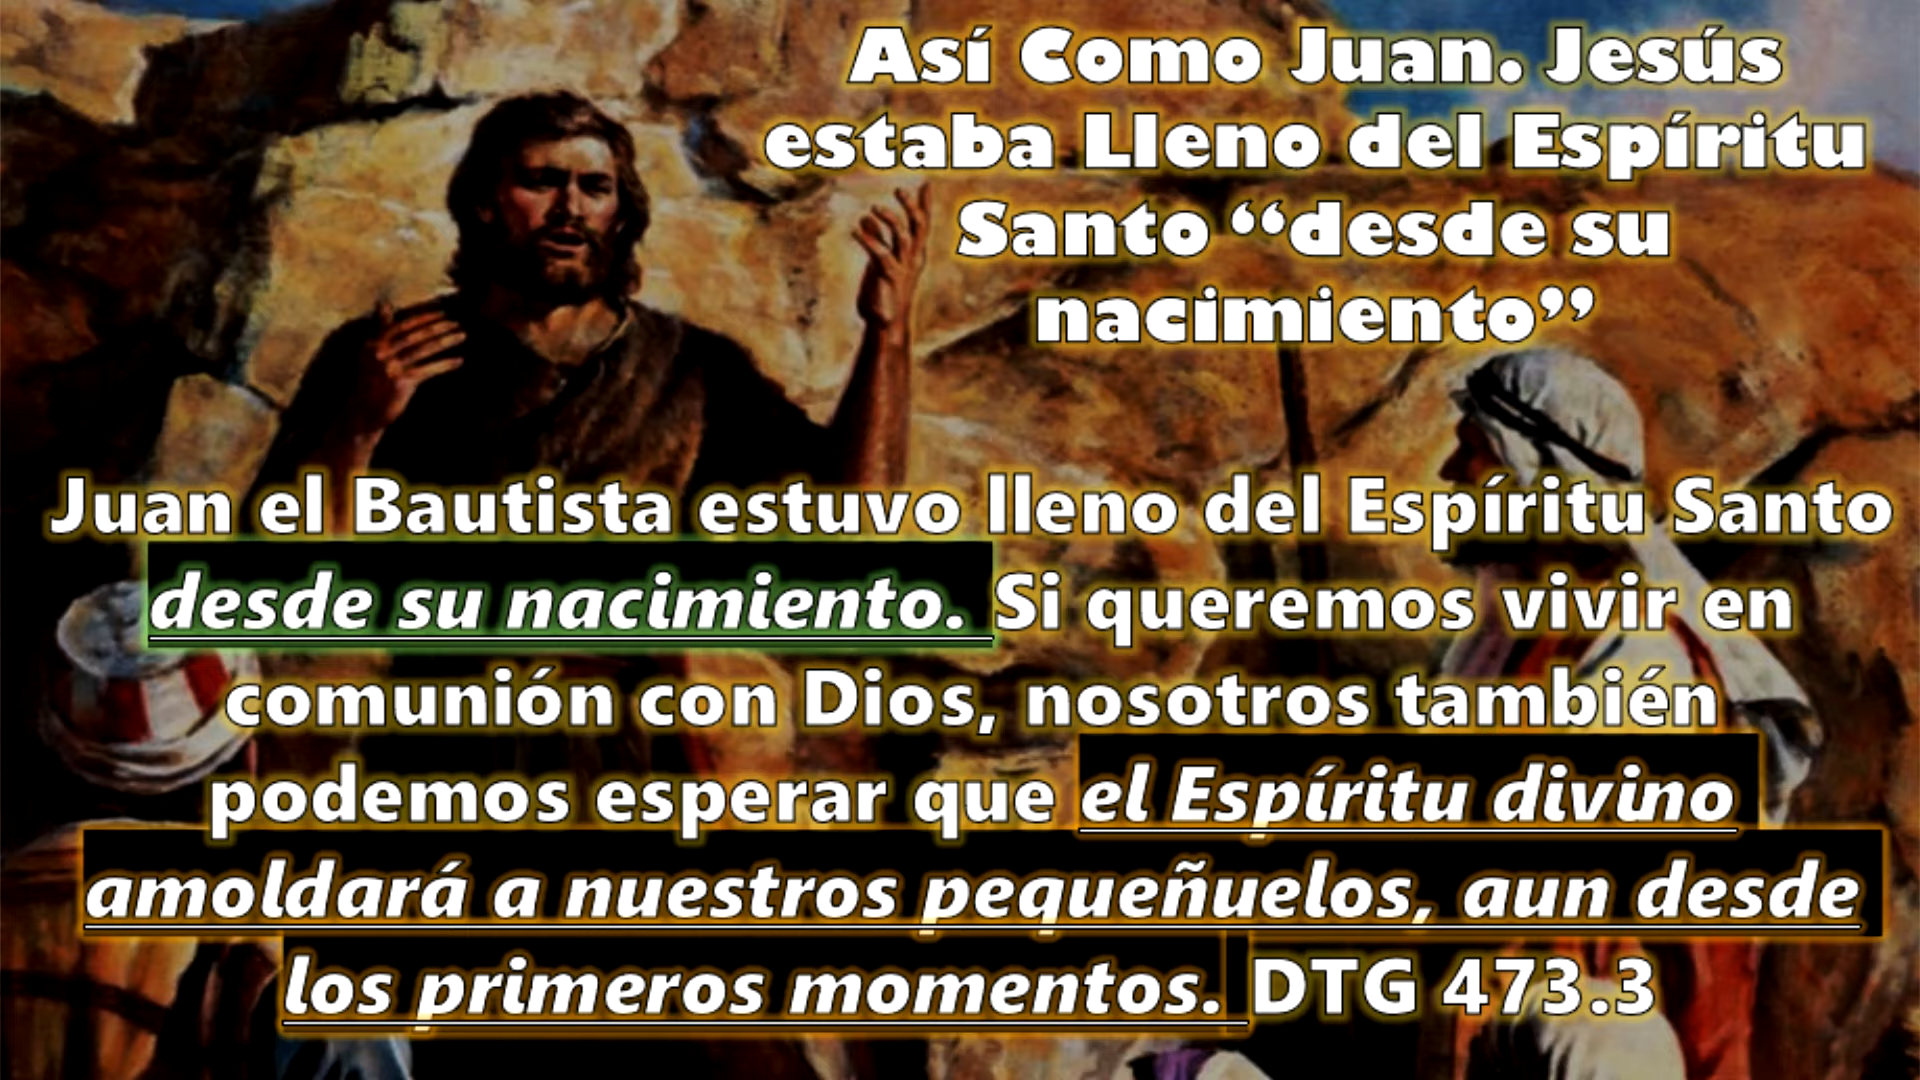 Así Como Juan. Jesús
estaba Lleno del Espíritu
Santo “desde su
nacimiento”
Juan el Bautista estuvo lleno del Espíritu Santo
desde su nacimiento. Si queremos vivir en
comunión con Dios, nosotros también
podemos esperar que el Espíritu divino
amoldará a nuestros pequeñuelos, aun desde
los primeros momentos. DTG 473.3